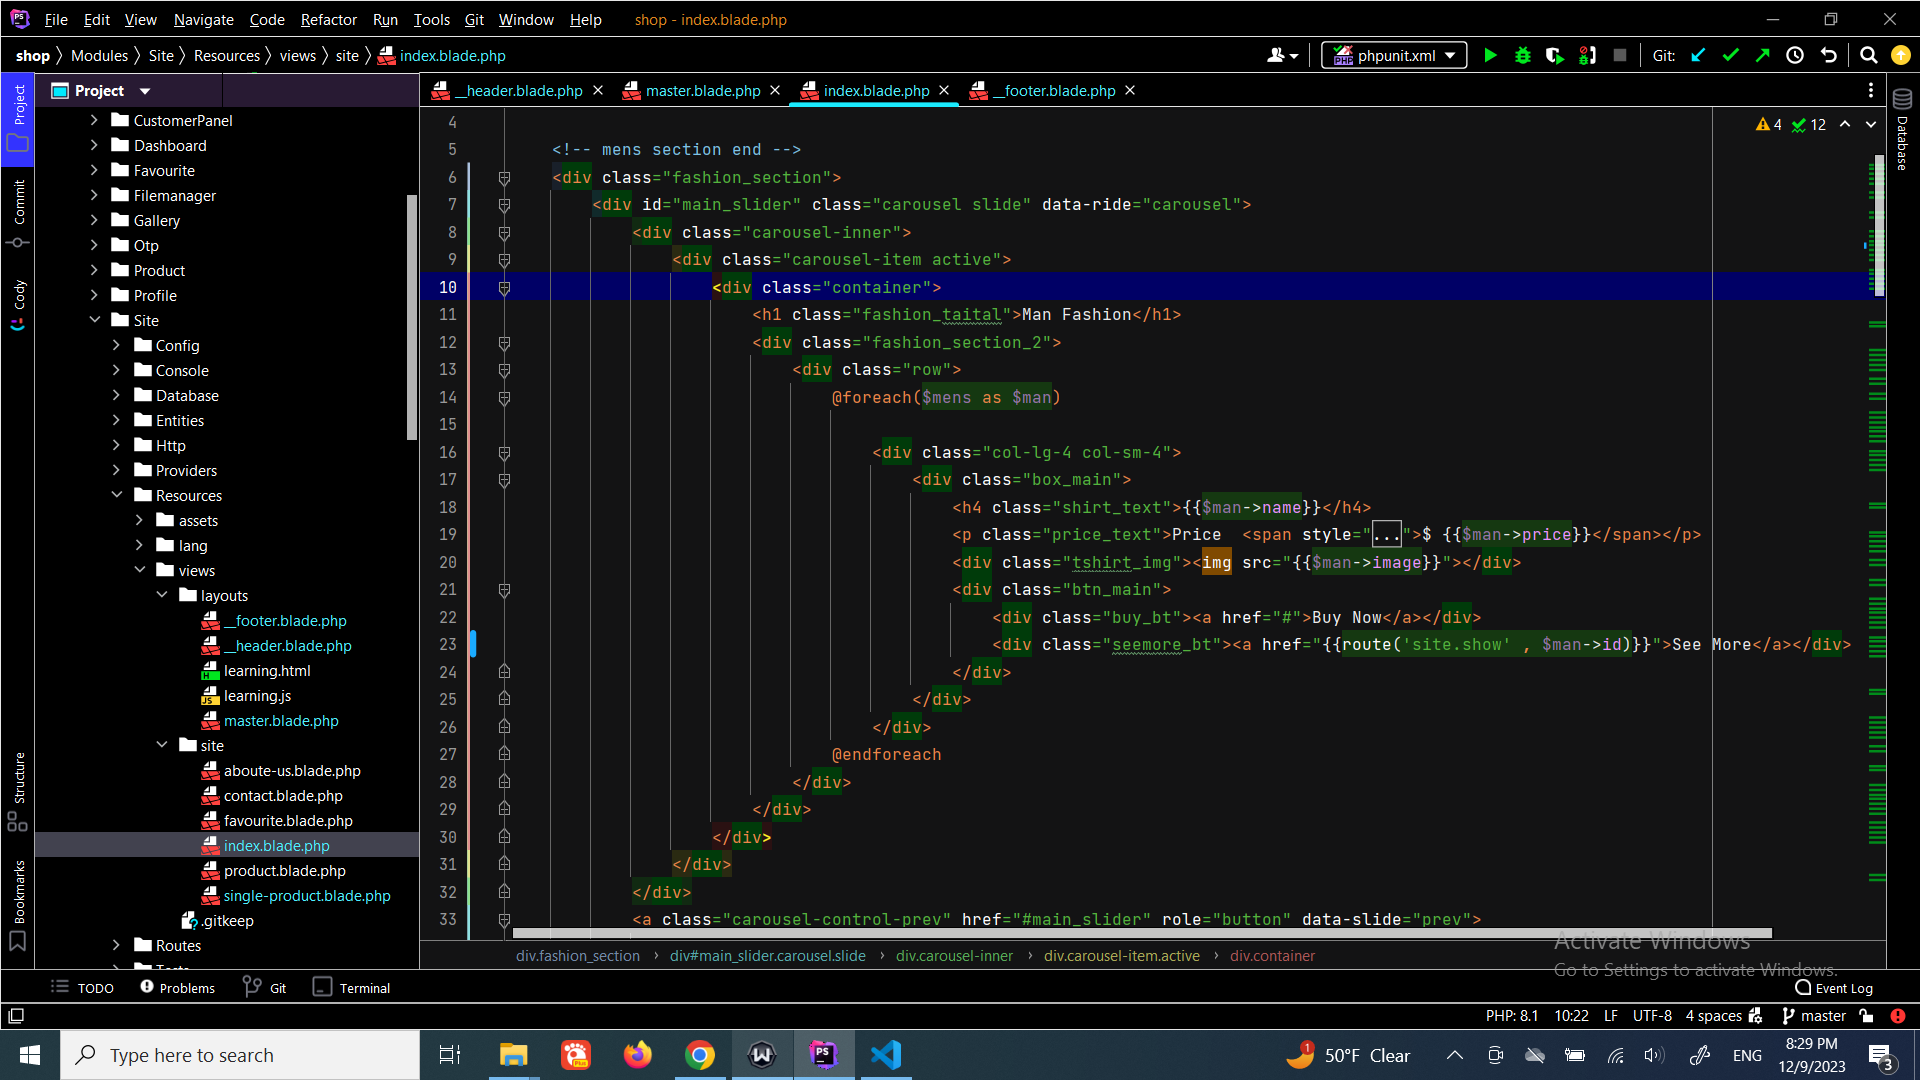 File Edit View Navigate Code Refactor Run Tools Git Window Help shop - index.blade.php
shop Modules Site Resources views site index.blade.php
phpunit.xml Git:
Project
__header.blade.php master.blade.php index.blade.php __footer.blade.php
Project
Commit
Cody
Structure
Bookmarks
CustomerPanel
Dashboard
Favourite
Filemanager
Gallery
Otp
Product
Profile
Site
Config
Console
Database
Entities
Http
Providers
Resources
assets
lang
views
layouts
__footer.blade.php
__header.blade.php
learning.html
learning.js
master.blade.php
site
aboute-us.blade.php
contact.blade.php
favourite.blade.php
index.blade.php
product.blade.php
single-product.blade.php
.gitkeep
Routes
Tests
4 12
Database
4
5 <!-- mens section end -->
6 <div class="fashion_section">
7 <div id="main_slider" class="carousel slide" data-ride="carousel">
8 <div class="carousel-inner">
9 <div class="carousel-item active">
10 <div class="container">
11 <h1 class="fashion_taital">Man Fashion</h1>
12 <div class="fashion_section_2">
13 <div class="row">
14 @foreach($mens as $man)
15
16 <div class="col-lg-4 col-sm-4">
17 <div class="box_main">
18 <h4 class="shirt_text">{{$man->name}}</h4>
19 <p class="price_text">Price  <span style="...">$ {{$man->price}}</span></p>
20 <div class="tshirt_img"><img src="{{$man->image}}"></div>
21 <div class="btn_main">
22 <div class="buy_bt"><a href="#">Buy Now</a></div>
23 <div class="seemore_bt"><a href="{{route('site.show' , $man->id)}}">See More</a></div>
24 </div>
25 </div>
26 </div>
27 @endforeach
28 </div>
29 </div>
30 </div>
31 </div>
32 </div>
33 <a class="carousel-control-prev" href="#main_slider" role="button" data-slide="prev">
div.fashion_section div#main_slider.carousel.slide div.carousel-inner div.carousel-item.active div.container
Activate Windows
Go to Settings to activate Windows.
TODO Problems Git Terminal Event Log
PHP: 8.1 10:22 LF UTF-8 4 spaces master
Type here to search
1 50°F Clear ENG 8:29 PM
12/9/2023
3